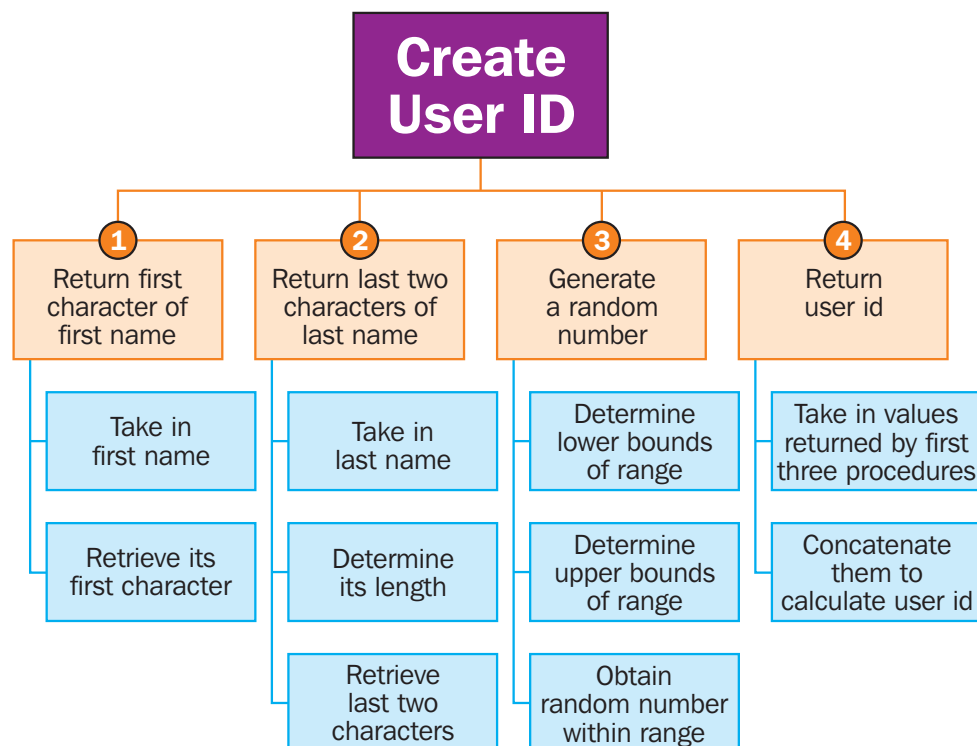 Create
User ID
1
Return first
character of
first name
2
Return last two
characters of
last name
3
Generate
a random
number
4
Return
user id
Take in
first name
Retrieve its
first character
Take in
last name
Determine
its length
Retrieve
last two
characters
Determine
lower bounds
of range
Determine
upper bounds
of range
Obtain
random number
within range
Take in values
returned by first
three procedures
Concatenate
them to
calculate user id